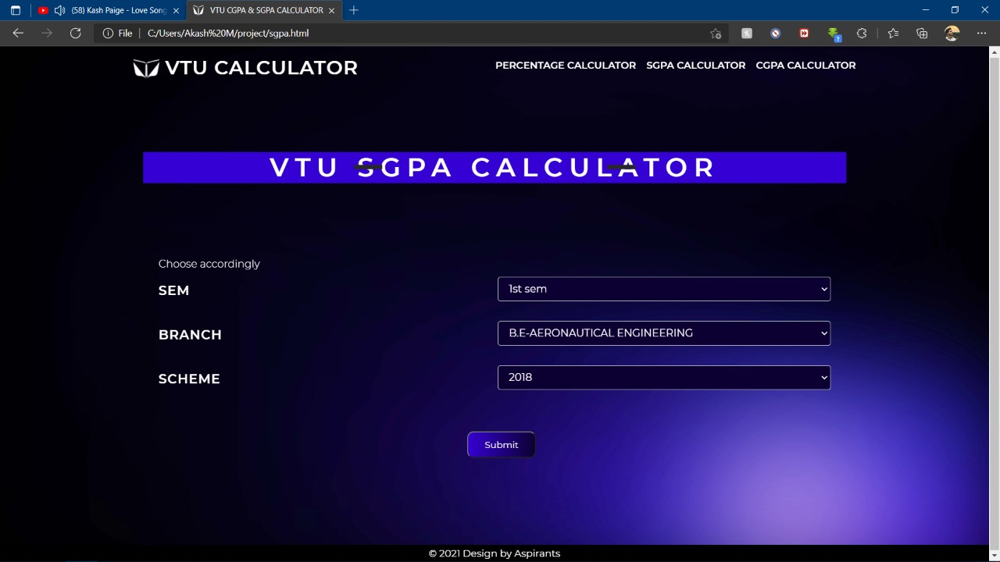 (58) Kash Paige - Love Song
VTU CGPA & SGPA CALCULATOR
File
C:/Users/Akash%20M/project/sgpa.html
VTU CALCULATOR
PERCENTAGE CALCULATOR SGPA CALCULATOR CGPA CALCULATOR
VTU SGPA CALCULATOR
Choose accordingly
SEM
1st sem
BRANCH
B.E-AERONAUTICAL ENGINEERING
SCHEME
2018
Submit
© 2021 Design by Aspirants